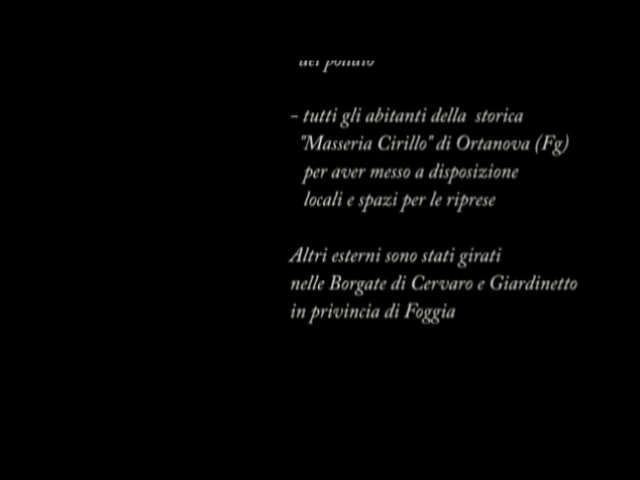 - tutti gli abitanti della storica
"Masseria Cirillo" di Ortanova (Fg)
per aver messo a disposizione
locali e spazi per le riprese
Altri esterni sono stati girati
nelle Borgate di Cervaro e Giardinetto
in privincia di Foggia